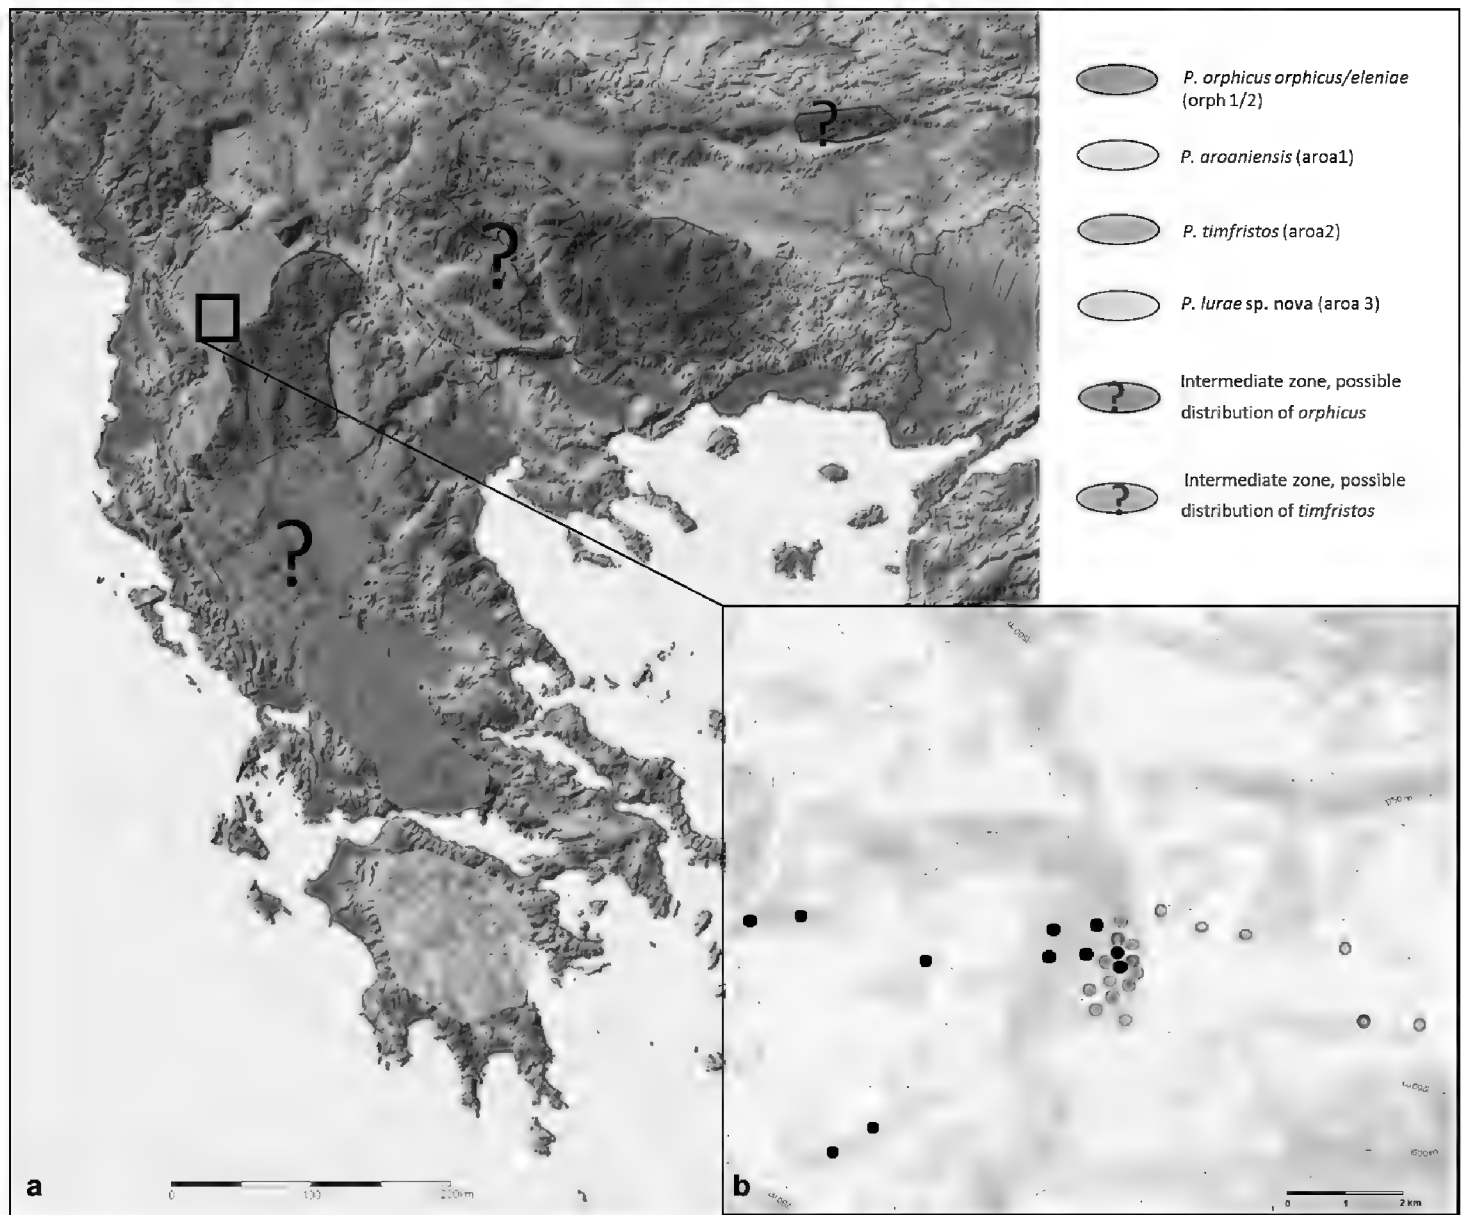 ?
?
?
P. orphicus orphicus/eleniae
(orph 1/2)
P. aroaniensis (aroa1)
P. timfristos (aroa2)
P. lurae sp. nova (aroa 3)
?
Intermediate zone, possible
distribution of orphicus
?
Intermediate zone, possible
distribution of timfristos
a
0 100 200km
b
0 1 2 km